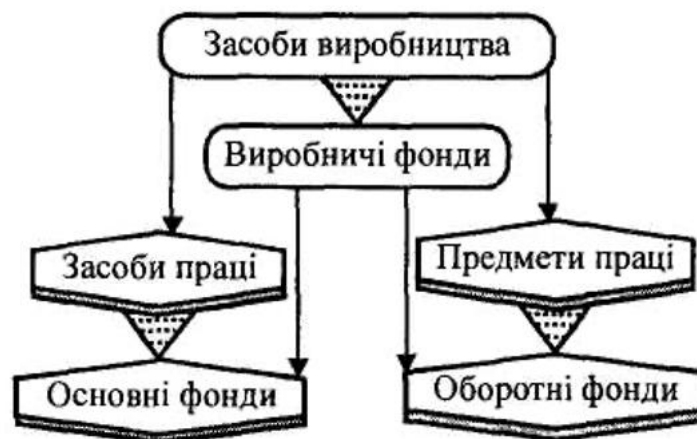 Засоби виробництва
Виробничі фонди
Засоби праці
Предмети праці
Основні фонди
Оборотні фонди